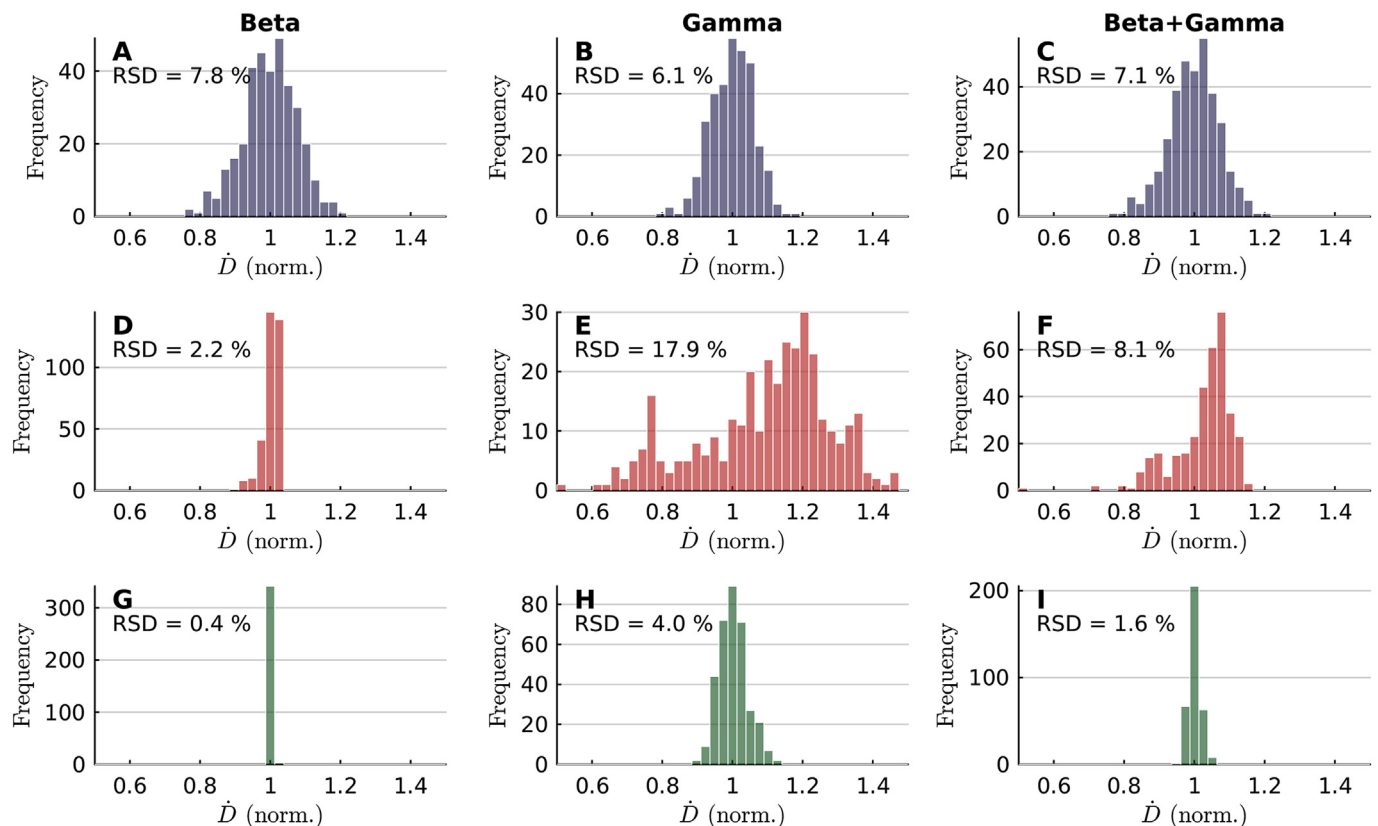 Beta Gamma Beta+Gamma
A
RSD = 7.8 %
Frequency
40
20
0
0.6 0.8 1 1.2 1.4
Ḋ (norm.)
B
RSD = 6.1 %
Frequency
40
20
0
0.6 0.8 1 1.2 1.4
Ḋ (norm.)
C
RSD = 7.1 %
Frequency
40
20
0
0.6 0.8 1 1.2 1.4
Ḋ (norm.)
D
RSD = 2.2 %
Frequency
100
50
0
0.6 0.8 1 1.2 1.4
Ḋ (norm.)
E
RSD = 17.9 %
Frequency
30
20
10
0
0.6 0.8 1 1.2 1.4
Ḋ (norm.)
F
RSD = 8.1 %
Frequency
60
40
20
0
0.6 0.8 1 1.2 1.4
Ḋ (norm.)
G
RSD = 0.4 %
Frequency
300
200
100
0
0.6 0.8 1 1.2 1.4
Ḋ (norm.)
H
RSD = 4.0 %
Frequency
80
60
40
20
0
0.6 0.8 1 1.2 1.4
Ḋ (norm.)
I
RSD = 1.6 %
Frequency
200
100
0
0.6 0.8 1 1.2 1.4
Ḋ (norm.)